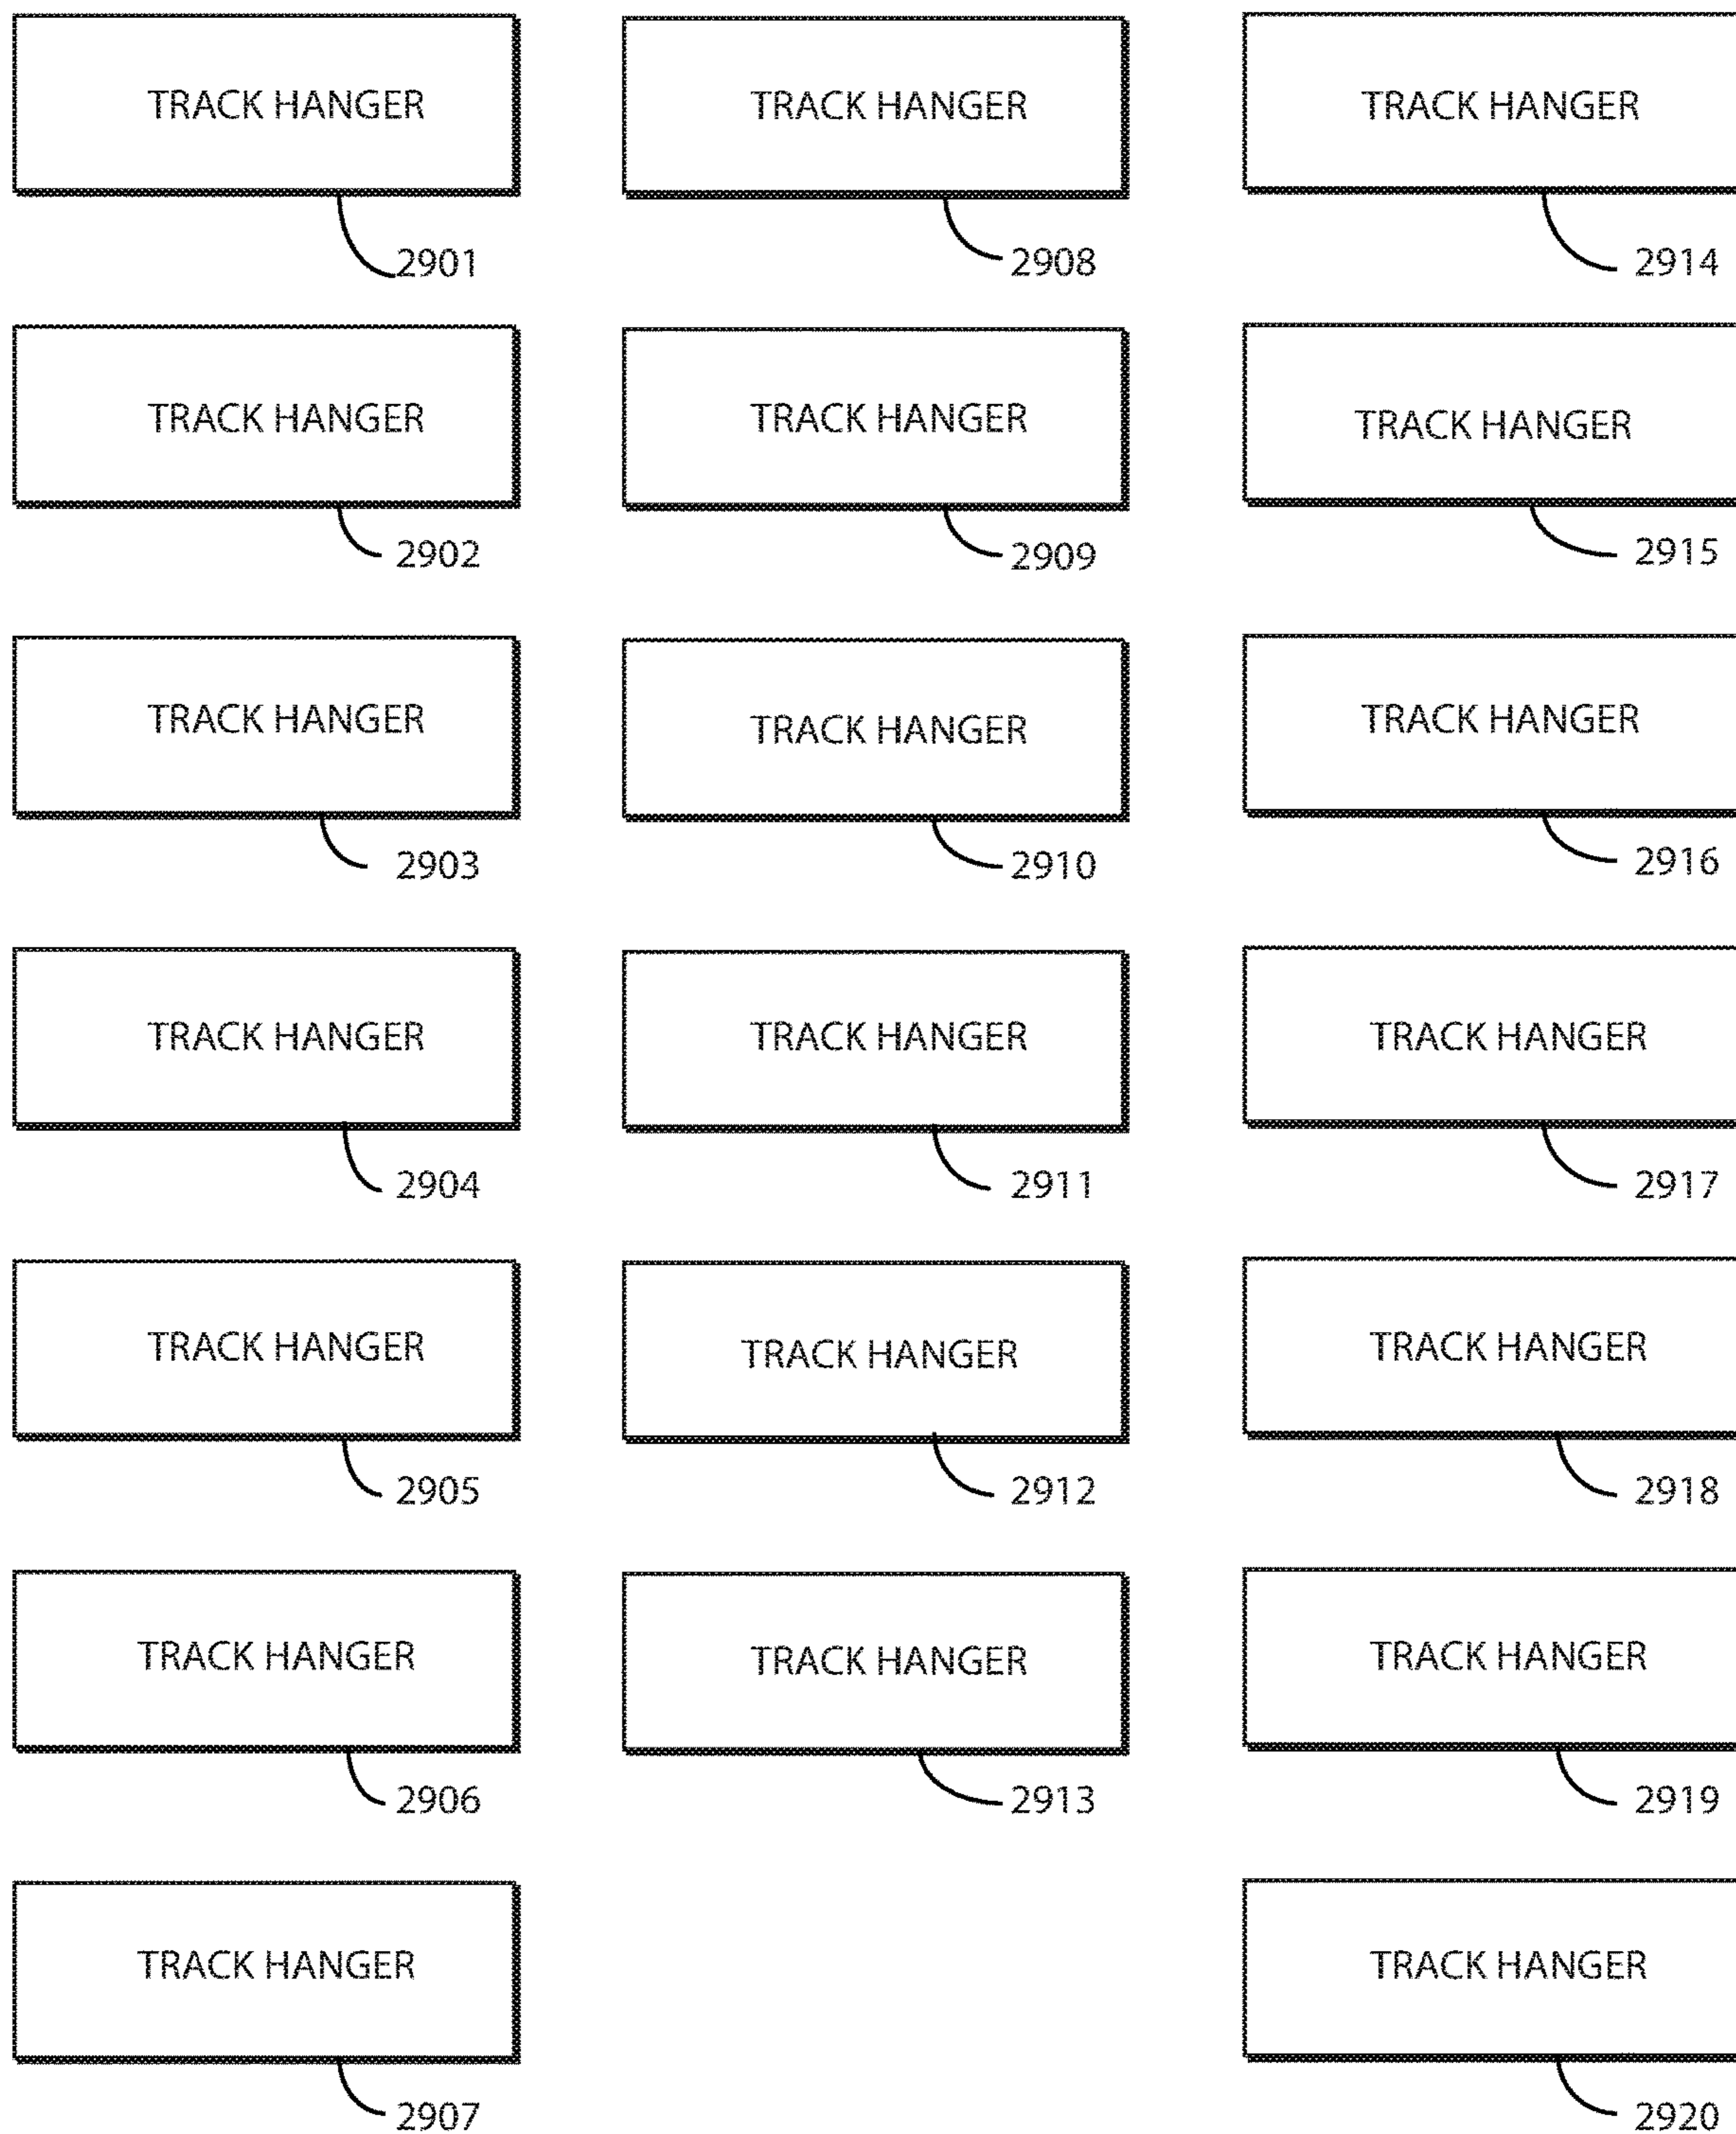 TRACK HANGER TRACK HANGER TRACK HANGER
2901 2908 2914
TRACK HANGER TRACK HANGER TRACK HANGER
2902 2909 2915
TRACK HANGER TRACK HANGER TRACK HANGER
2903 2910 2916
TRACK HANGER TRACK HANGER TRACK HANGER
2904 2911 2917
TRACK HANGER TRACK HANGER TRACK HANGER
2905 2912 2918
TRACK HANGER TRACK HANGER TRACK HANGER
2906 2913 2919
TRACK HANGER TRACK HANGER
2907 2920